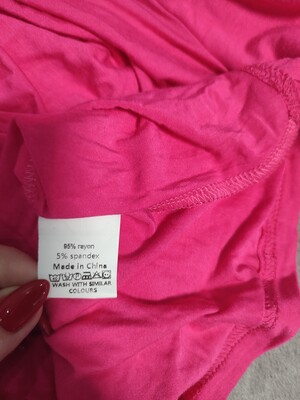 95% rayon
5% spandex
Made in China
WASH WITH SIMILAR
COLOURS